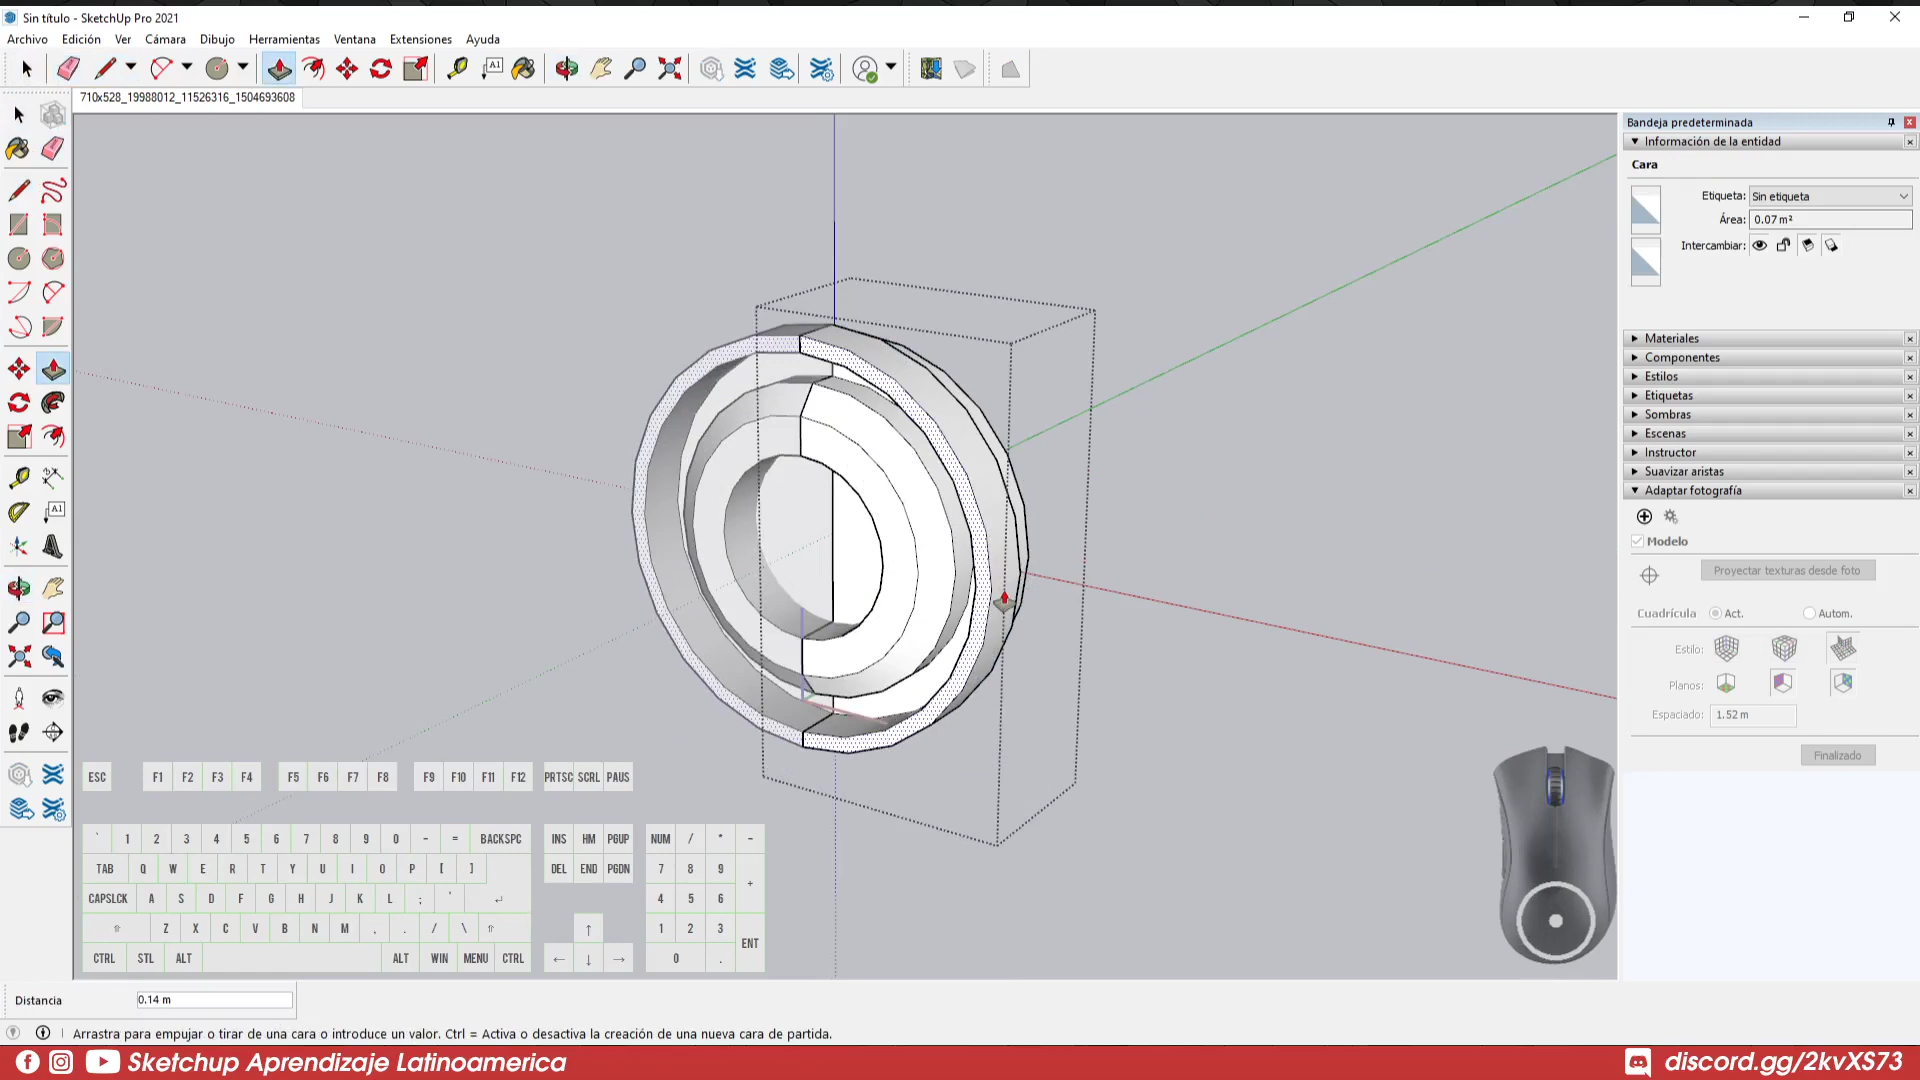 Sin título - SketchUp Pro 2021
Archivo Edición Ver Cámara Dibujo Herramientas Ventana Extensiones Ayuda
A1
710x528_19988012_11526316_1504693608
A1
Bandeja predeterminada
Información de la entidad
Cara
Etiqueta: Sin etiqueta
Área: 0.07 m²
Intercambiar:
Materiales
Componentes
Estilos
Etiquetas
Sombras
Escenas
Instructor
Suavizar aristas
Adaptar fotografía
Modelo
Proyectar texturas desde foto
Cuadrícula Act. Autom.
Estilo:
Planos:
Espaciado: 1.52 m
Finalizado
ESC F1 F2 F3 F4 F5 F6 F7 F8 F9 F10 F11 F12 PRTSC SCRL PAUS
` 1 2 3 4 5 6 7 8 9 0 - = BACKSPC INS HM PGUP NUM / * -
TAB Q W E R T Y U I O P [ ] DEL END PGDN 7 8 9 +
CAPSLCK A S D F G H J K L ; ' ↵ 4 5 6
⇧ Z X C V B N M , . / \ ⇧ ↑ 1 2 3 ENT
CTRL STL ALT ALT WIN MENU CTRL ← ↓ → 0 .
Distancia 0.14 m
Arrastra para empujar o tirar de una cara o introduce un valor. Ctrl = Activa o desactiva la creación de una nueva cara de partida.
Sketchup Aprendizaje Latinoamerica
discord.gg/2kvXS73